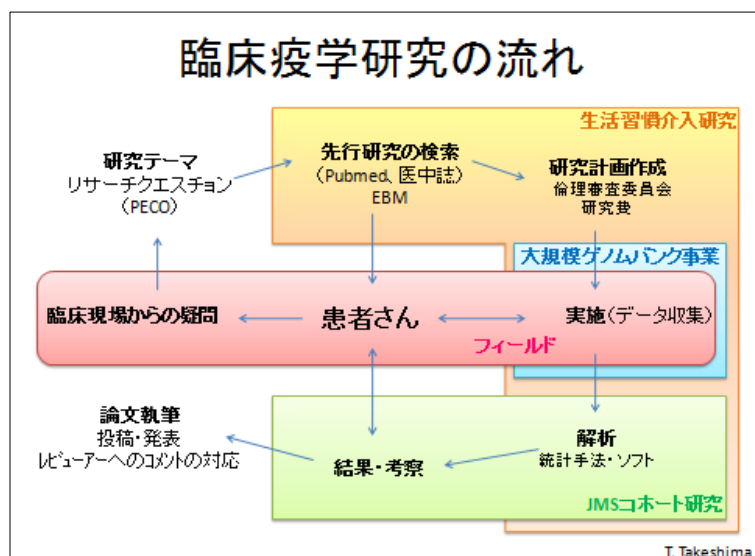 臨床疫学研究の流れ
生活習慣介入研究
研究テーマ
リサーチクエスチョン
(PECO)
先行研究の検索
(Pubmed、医中誌)
EBM
研究計画作成
倫理審査委員会
研究費
大規模ゲノムバンク事業
臨床現場からの疑問
患者さん
実施(データ収集)
フィールド
論文執筆
投稿・発表
レビューアーへのコメントの対応
結果・考察
解析
統計手法・ソフト
JMSコホート研究
T. Takeshima